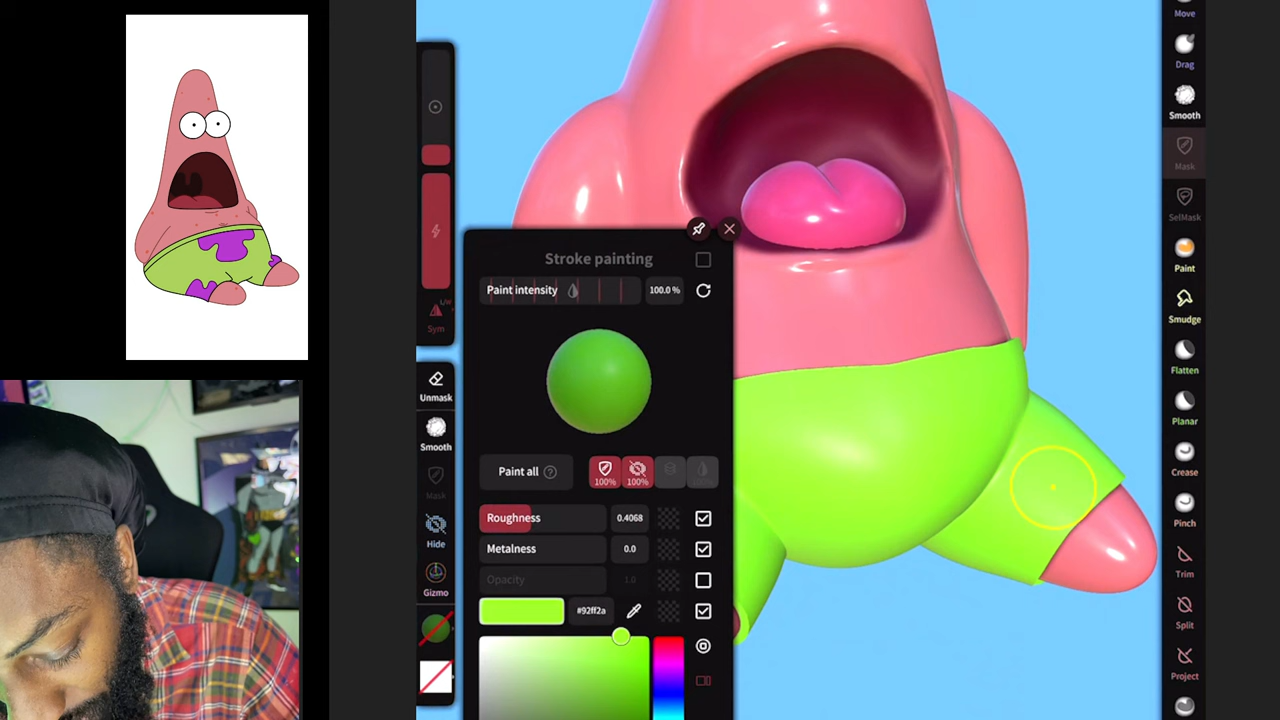 Move
Drag
Smooth
Mask
SelMask
Paint
Smudge
Flatten
Planar
Crease
Pinch
Trim
Split
Project
L/W
Sym
Unmask
Smooth
Mask
Hide
Gizmo
Stroke painting
Paint intensity 100.0 %
Paint all ? 100% 100%
Roughness 0.4068
Metalness 0.0
Opacity 1.0
#92ff2a